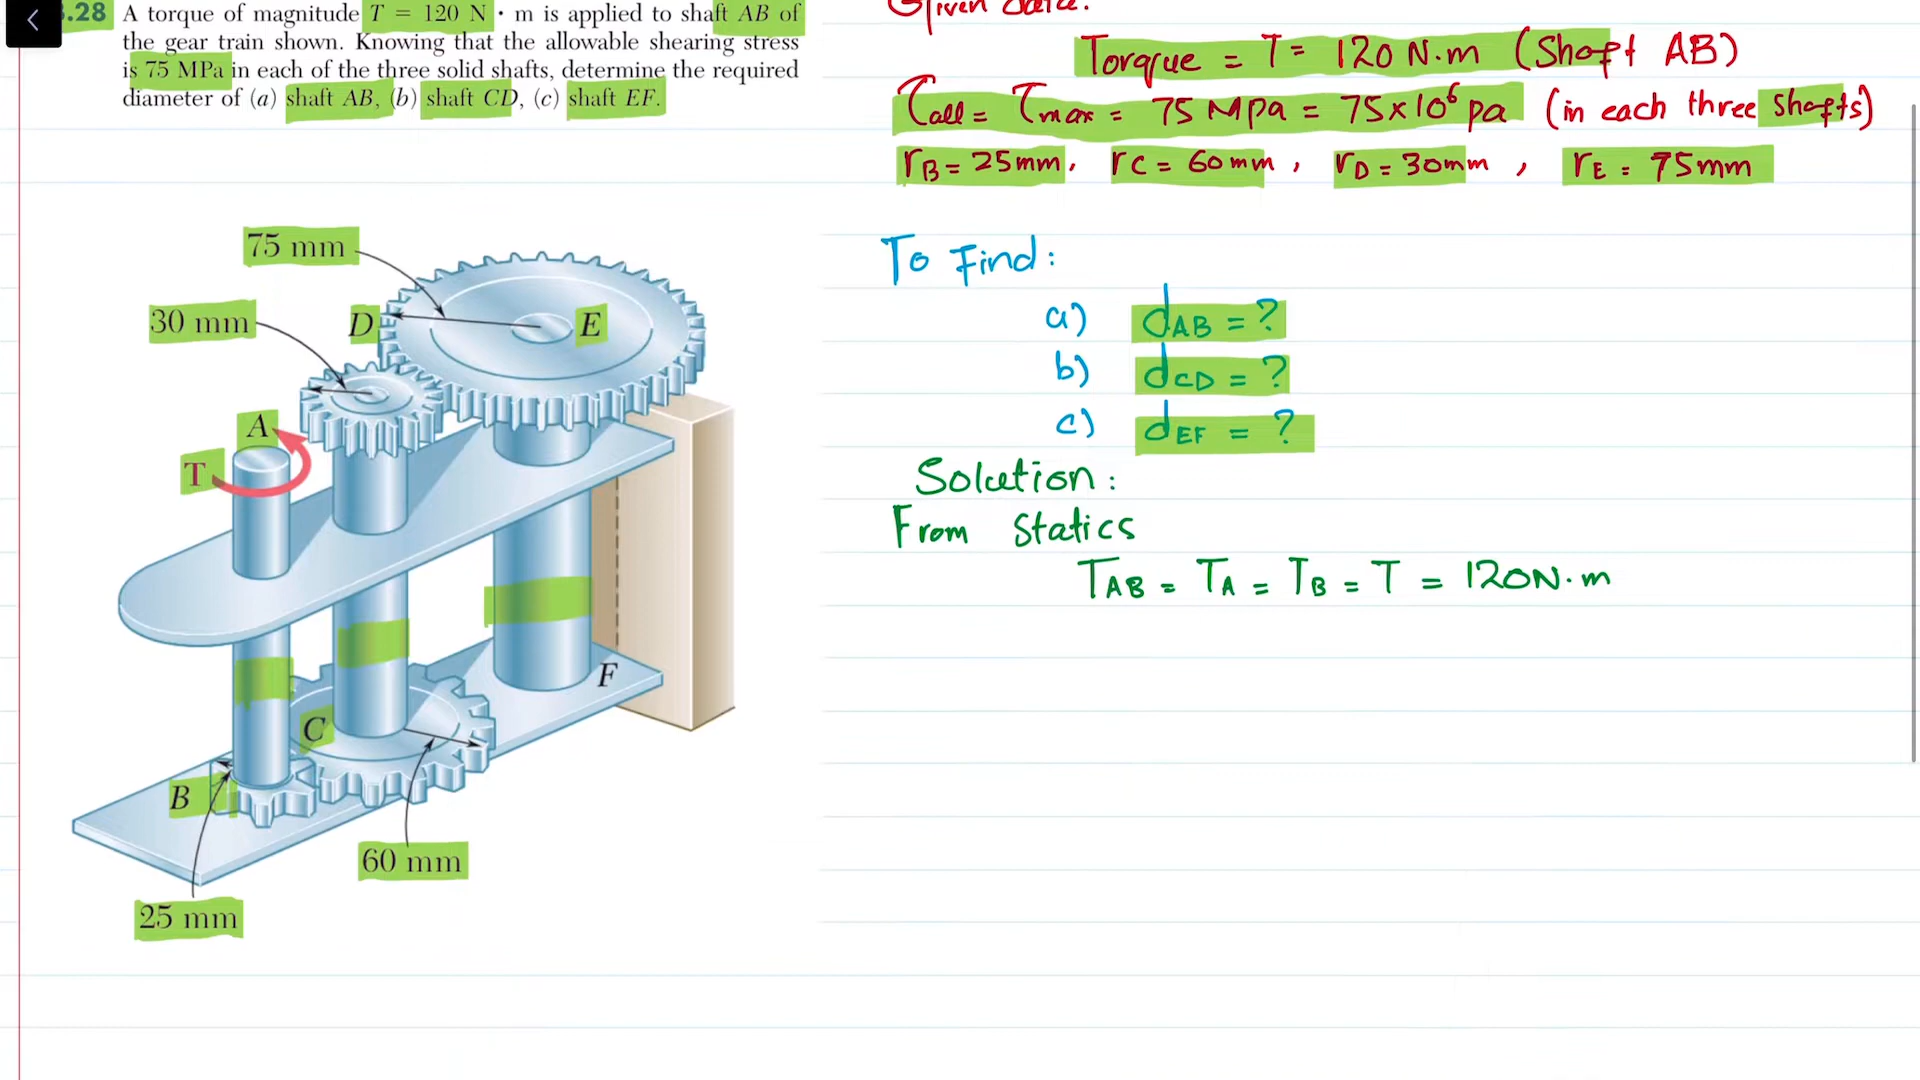 .28 A torque of magnitude T = 120 N · m is applied to shaft AB of
the gear train shown. Knowing that the allowable shearing stress
is 75 MPa in each of the three solid shafts, determine the required
diameter of (a) shaft AB, (b) shaft CD, (c) shaft EF.
75 mm
30 mm
D
E
A
T
F
C
B
60 mm
25 mm
Given data:
Torque = T = 120 N·m (Shaft AB)
τall = τmax = 75 MPa = 75×10⁶ pa (in each three shafts)
rB = 25mm, rC = 60mm, rD = 30mm, rE = 75mm
To Find:
a) dAB = ?
b) dCD = ?
c) dEF = ?
Solution:
From Statics
TAB = TA = TB = T = 120N·m